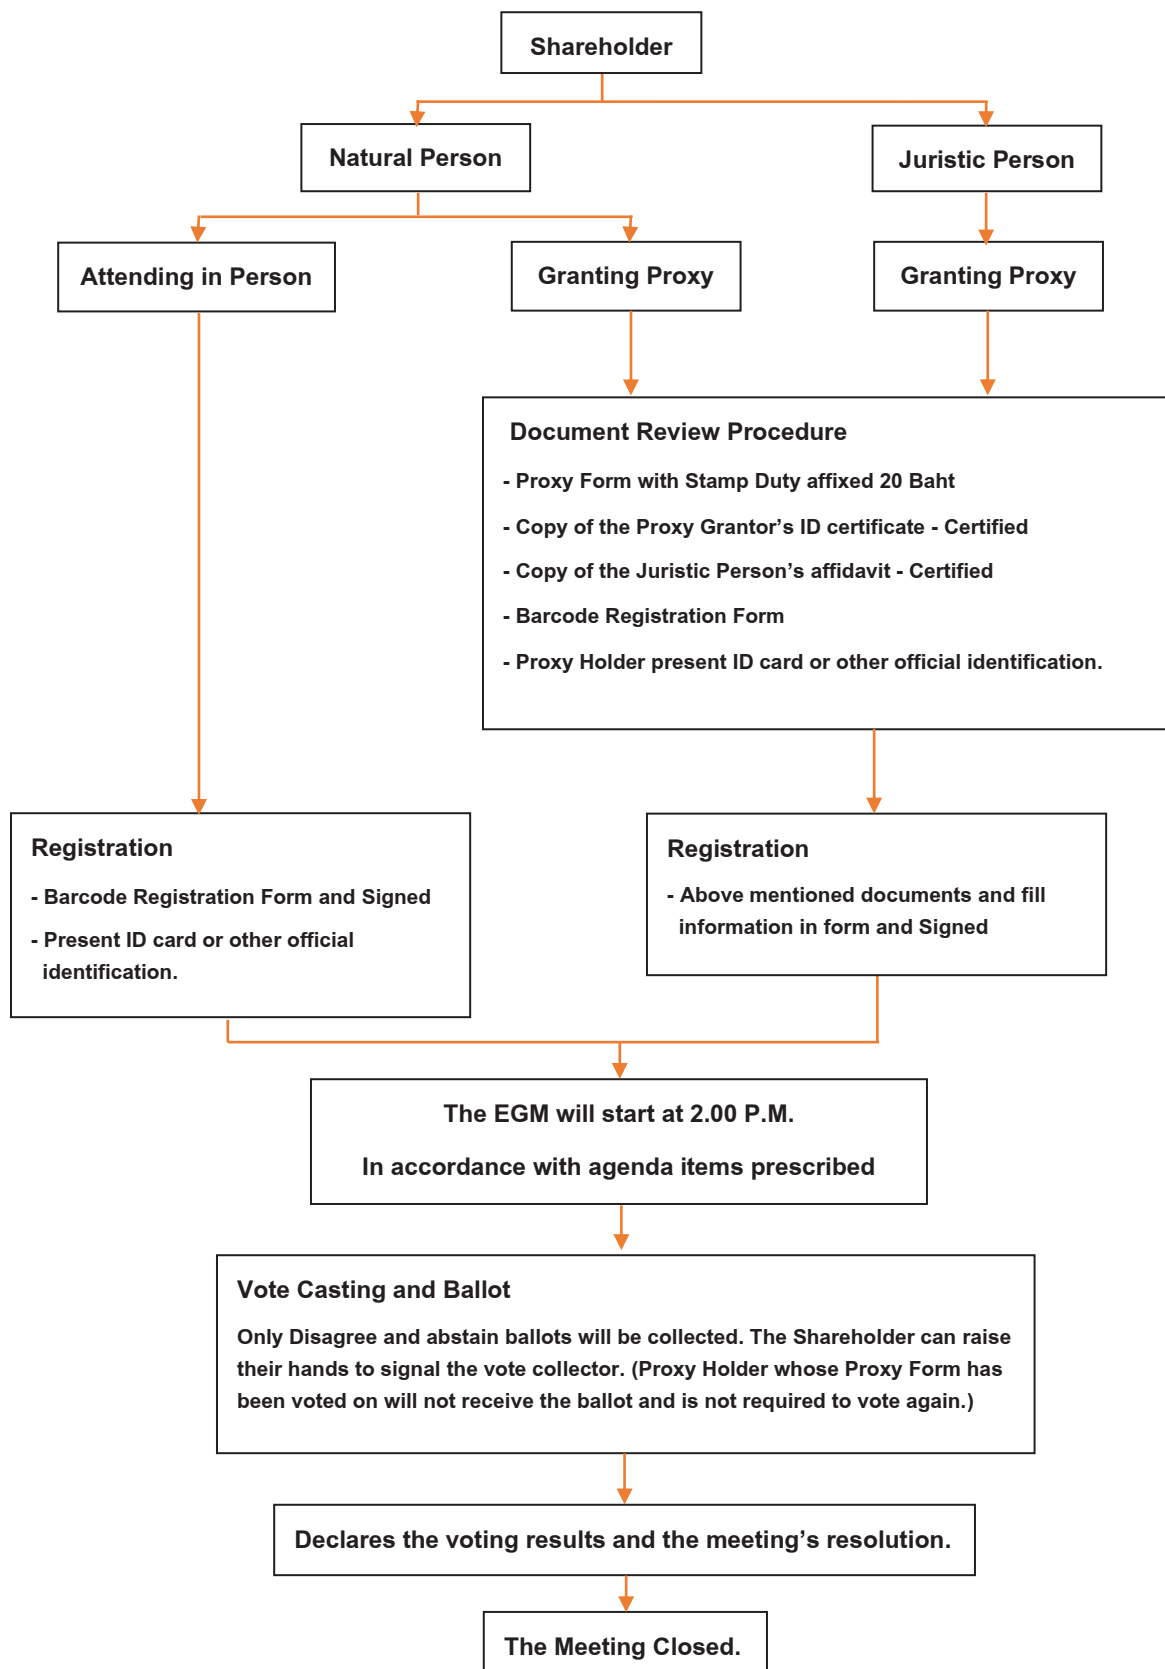 Shareholder
Natural Person
Juristic Person
Attending in Person
Granting Proxy
Granting Proxy
Document Review Procedure
- Proxy Form with Stamp Duty affixed 20 Baht
- Copy of the Proxy Grantor’s ID certificate - Certified
- Copy of the Juristic Person’s affidavit - Certified
- Barcode Registration Form
- Proxy Holder present ID card or other official identification.
Registration
- Barcode Registration Form and Signed
- Present ID card or other official
identification.
Registration
- Above mentioned documents and fill
information in form and Signed
The EGM will start at 2.00 P.M.
In accordance with agenda items prescribed
Vote Casting and Ballot
Only Disagree and abstain ballots will be collected. The Shareholder can raise
their hands to signal the vote collector. (Proxy Holder whose Proxy Form has
been voted on will not receive the ballot and is not required to vote again.)
Declares the voting results and the meeting’s resolution.
The Meeting Closed.